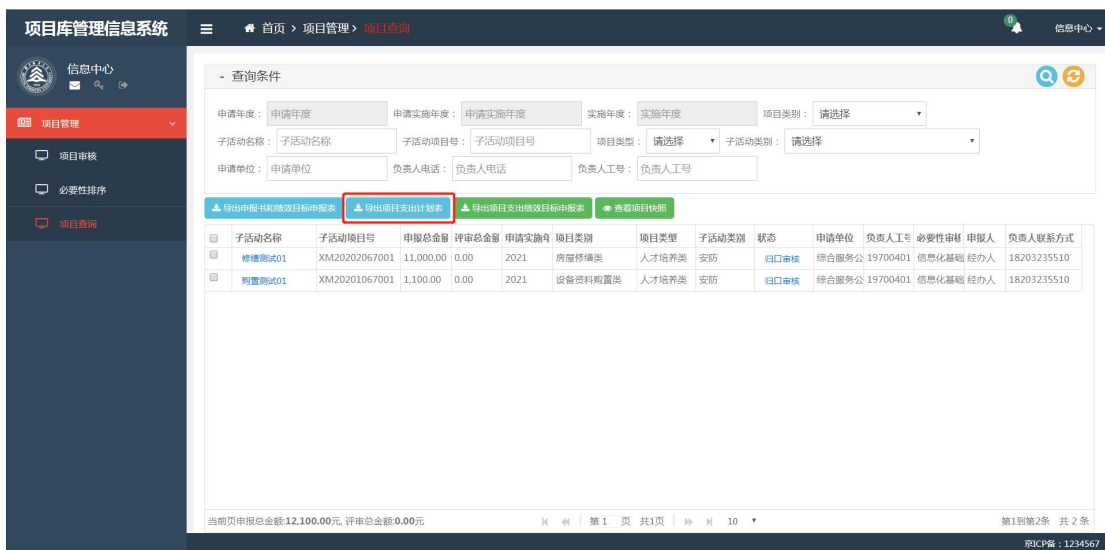 项目库管理信息系统 首页 > 项目管理 > 项目查询 0 信息中心
信息中心
项目管理
项目审核
必要性排序
项目查询
- 查询条件
申请年度： 申请年度 申请实施年度： 申请实施年度 实施年度： 实施年度 项目类别： 请选择
子活动名称： 子活动名称 子活动项目号： 子活动项目号 项目类型： 请选择 子活动类别： 请选择
申请单位： 申请单位 负责人电话： 负责人电话 负责人工号： 负责人工号
导出申报书和绩效目标申报表 导出项目支出计划表 导出项目支出绩效目标申报表 查看项目快照
子活动名称 子活动项目号 申报总金额 评审总金额 申请实施年 项目类别 项目类型 子活动类别 状态 申请单位 负责人工号 必要性审核 申报人 负责人联系方式
修缮测试01 XM20202067001 11,000.00 0.00 2021 房屋修缮类 人才培养类 安防 归口审核 综合服务公 19700401 信息化基础 经办人 18203235510
购置测试01 XM20201067001 1,100.00 0.00 2021 设备资料购置类 人才培养类 安防 归口审核 综合服务公 19700401 信息化基础 经办人 18203235510
当前页申报总金额:12,100.00元, 评审总金额:0.00元 第 1 页 共1页 10 第1到第2条 共 2 条
京ICP备：1234567